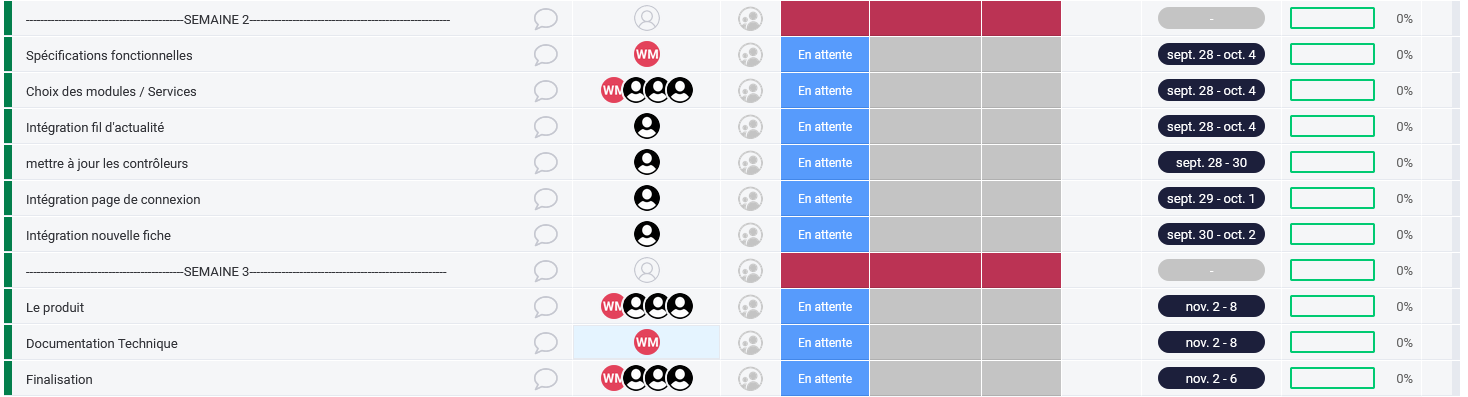 ----------------------------------------SEMAINE 2---------------------------------------------------- - 0%
Spécifications fonctionnelles WM En attente sept. 28 - oct. 4 0%
Choix des modules / Services WM En attente sept. 28 - oct. 4 0%
Intégration fil d'actualité En attente sept. 28 - oct. 4 0%
mettre à jour les contrôleurs En attente sept. 28 - 30 0%
Intégration page de connexion En attente sept. 29 - oct. 1 0%
Intégration nouvelle fiche En attente sept. 30 - oct. 2 0%
----------------------------------------SEMAINE 3--------------------------------------------------- - 0%
Le produit WM En attente nov. 2 - 8 0%
Documentation Technique WM En attente nov. 2 - 8 0%
Finalisation WM En attente nov. 2 - 6 0%